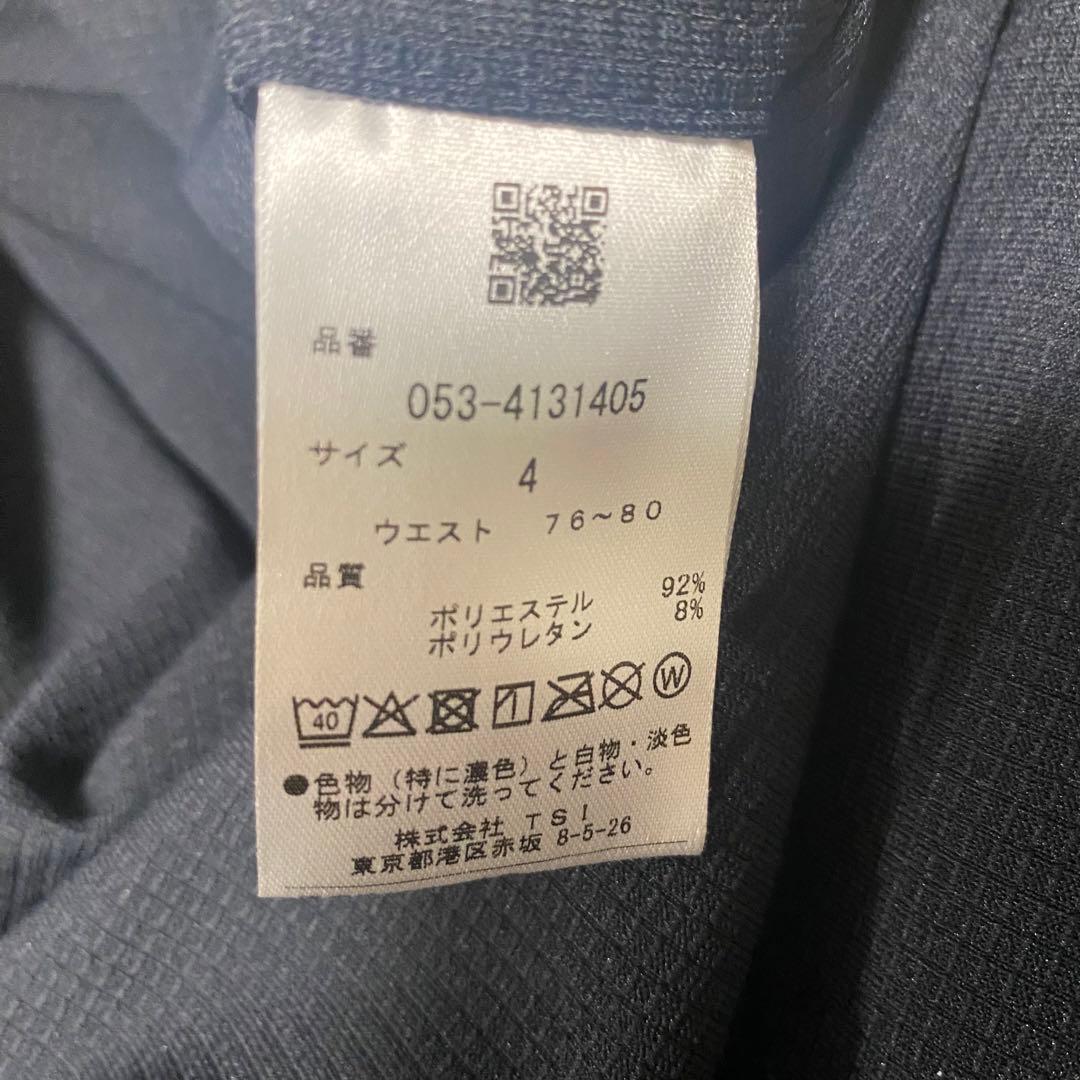 品番
053-4131405
サイズ
4
ウエスト 76~80
品質
ポリエステル 92%
ポリウレタン 8%
40 W
●色物（特に濃色）と白物・淡色
物は分けて洗ってください。
株式会社 TSI
東京都港区赤坂 8-5-26